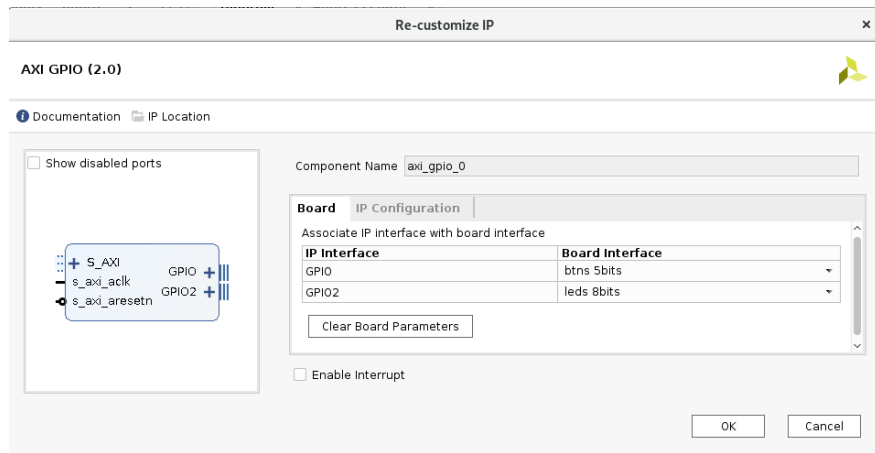 Re-customize IP ×
AXI GPIO (2.0)
Documentation IP Location
Show disabled ports
S_AXI
s_axi_aclk
s_axi_aresetn
GPIO
GPIO2
Component Name axi_gpio_0
Board IP Configuration
Associate IP interface with board interface
IP Interface Board Interface
GPIO btns 5bits
GPIO2 leds 8bits
Clear Board Parameters
Enable Interrupt
OK Cancel